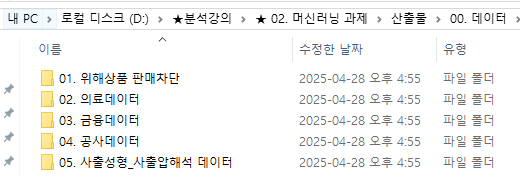 내 PC > 로컬 디스크 (D:) > ★분석강의 > ★ 02. 머신러닝 과제 > 산출물 > 00. 데이터 >
이름 수정한 날짜 유형
01. 위해상품 판매차단 2025-04-28 오후 4:55 파일 폴더
02. 의료데이터 2025-04-28 오후 4:55 파일 폴더
03. 금융데이터 2025-04-28 오후 4:55 파일 폴더
04. 공사데이터 2025-04-28 오후 4:55 파일 폴더
05. 사출성형_사출압해석 데이터 2025-04-28 오후 4:55 파일 폴더